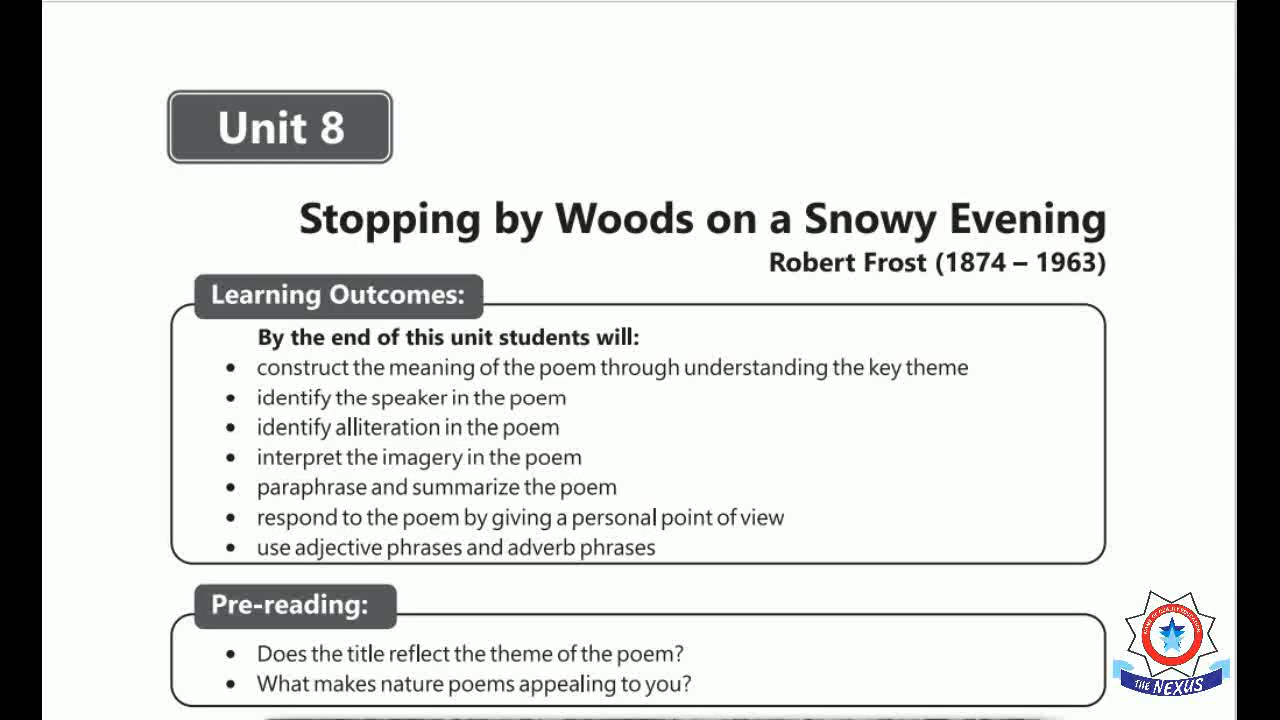 Unit 8
Stopping by Woods on a Snowy Evening
Robert Frost (1874 – 1963)
Learning Outcomes:
By the end of this unit students will:
• construct the meaning of the poem through understanding the key theme
• identify the speaker in the poem
• identify alliteration in the poem
• interpret the imagery in the poem
• paraphrase and summarize the poem
• respond to the poem by giving a personal point of view
• use adjective phrases and adverb phrases
Pre-reading:
• Does the title reflect the theme of the poem?
• What makes nature poems appealing to you?
THE NEXUS